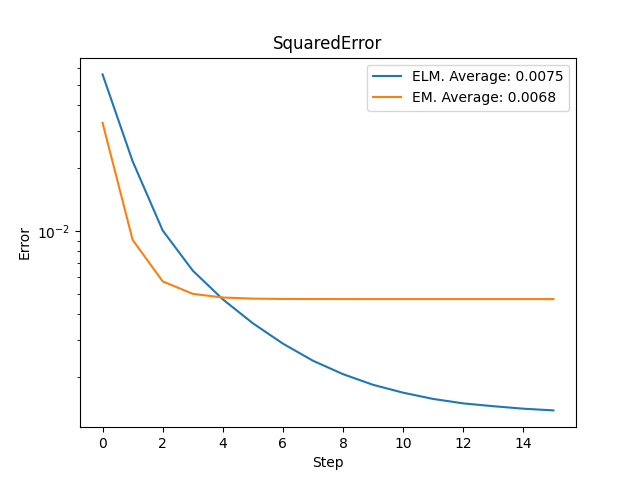 SquaredError
ELM. Average: 0.0075
EM. Average: 0.0068
Error
10⁻²
0 2 4 6 8 10 12 14
Step